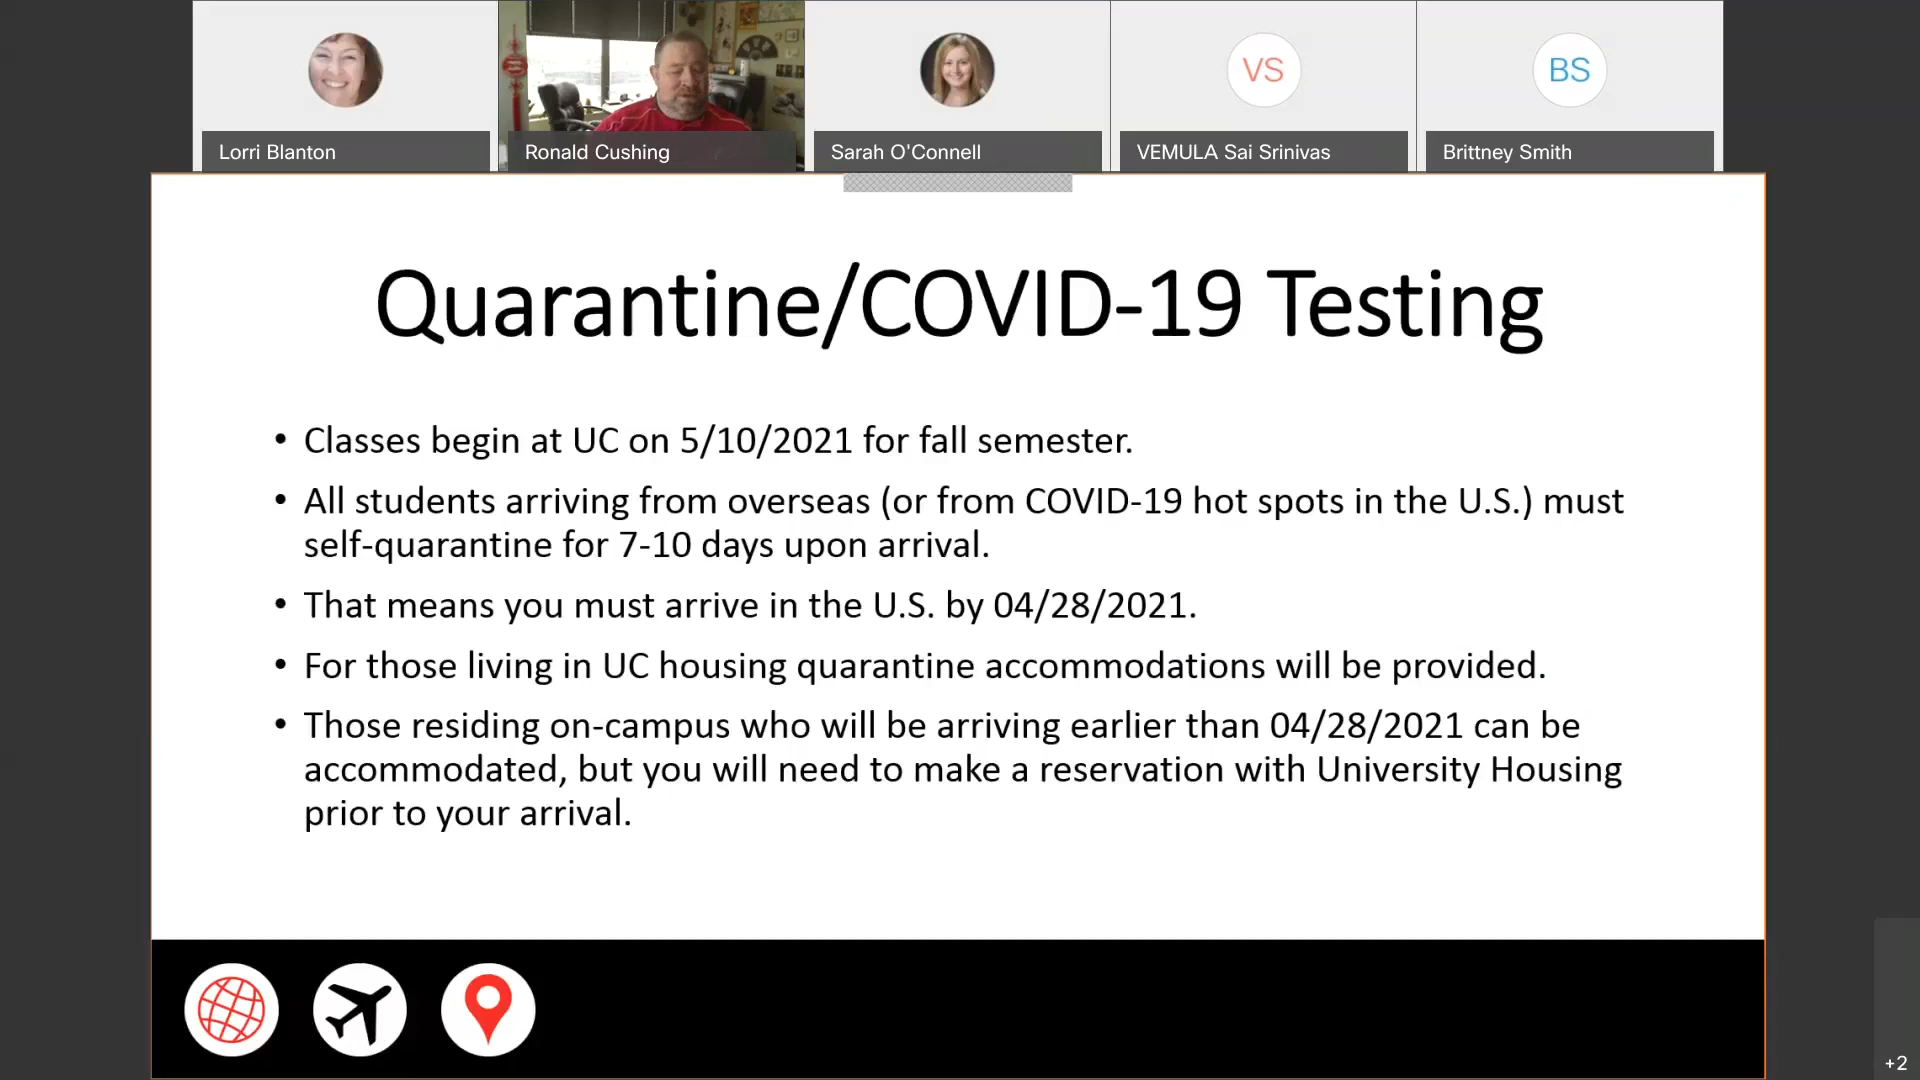 Lorri Blanton
Ronald Cushing
Sarah O'Connell
VS
VEMULA Sai Srinivas
BS
Brittney Smith
Quarantine/COVID-19 Testing
• Classes begin at UC on 5/10/2021 for fall semester.
• All students arriving from overseas (or from COVID-19 hot spots in the U.S.) must
self-quarantine for 7-10 days upon arrival.
• That means you must arrive in the U.S. by 04/28/2021.
• For those living in UC housing quarantine accommodations will be provided.
• Those residing on-campus who will be arriving earlier than 04/28/2021 can be
accommodated, but you will need to make a reservation with University Housing
prior to your arrival.
+2